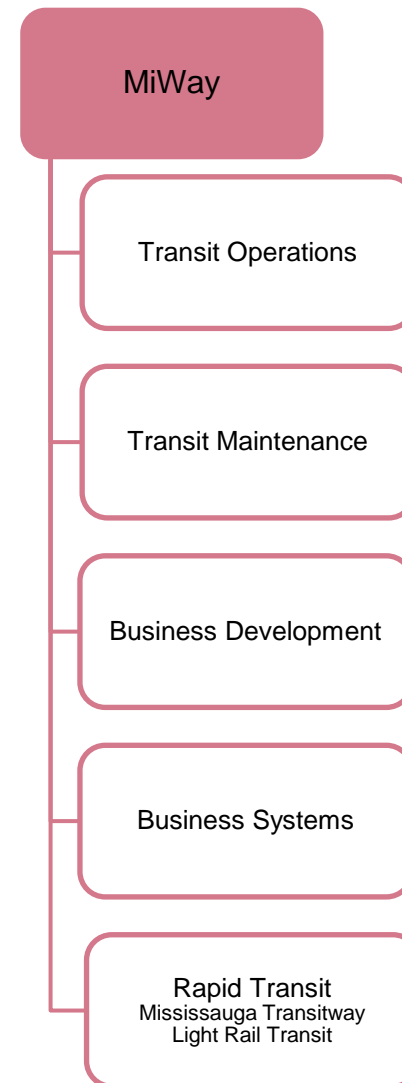 MiWay
Transit Operations
Transit Maintenance
Business Development
Business Systems
Rapid Transit
Mississauga Transitway
Light Rail Transit